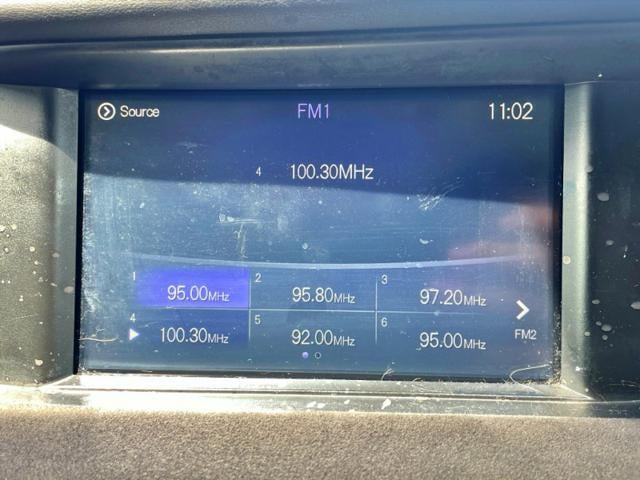 Source FM1 11:02
4 100.30MHz
1 95.00MHz 2 95.80MHz 3 97.20MHz
4 100.30MHz 5 92.00MHz 6 95.00MHz
FM2